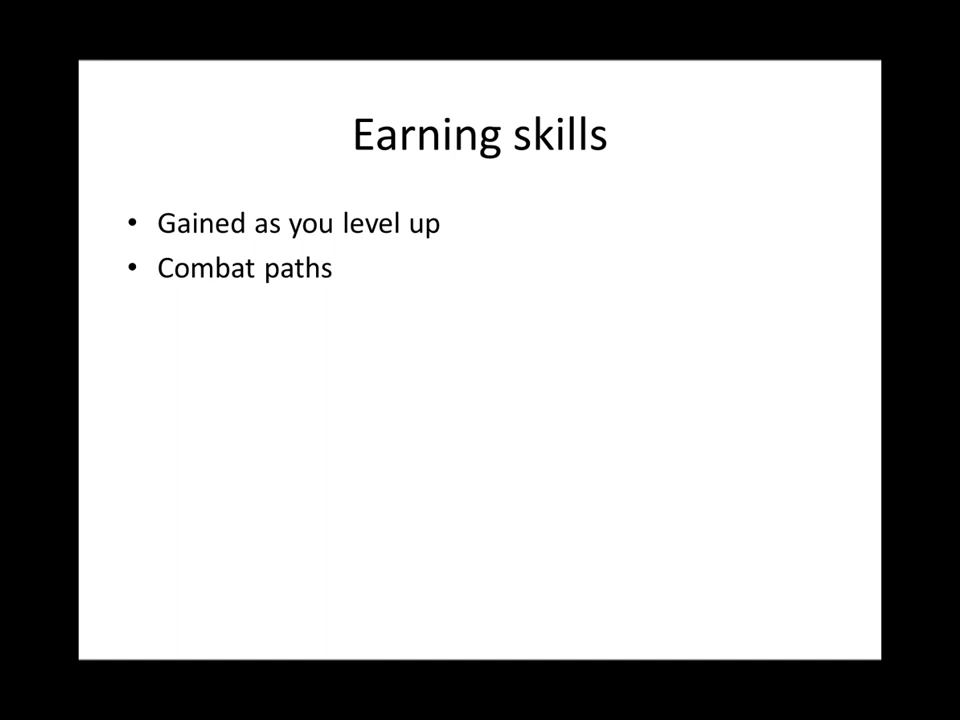 Earning skills
• Gained as you level up
• Combat paths